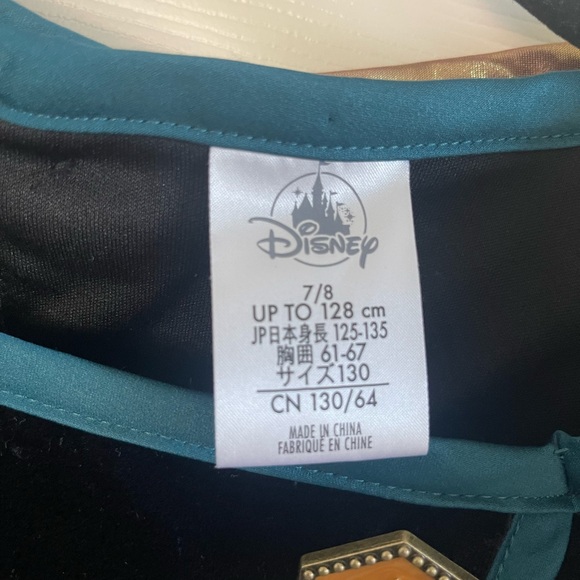 Disney
7/8
UP TO 128 cm
JP日本身長 125-135
胸囲 61-67
サイズ130
CN 130/64
MADE IN CHINA
FABRIQUÉ EN CHINE